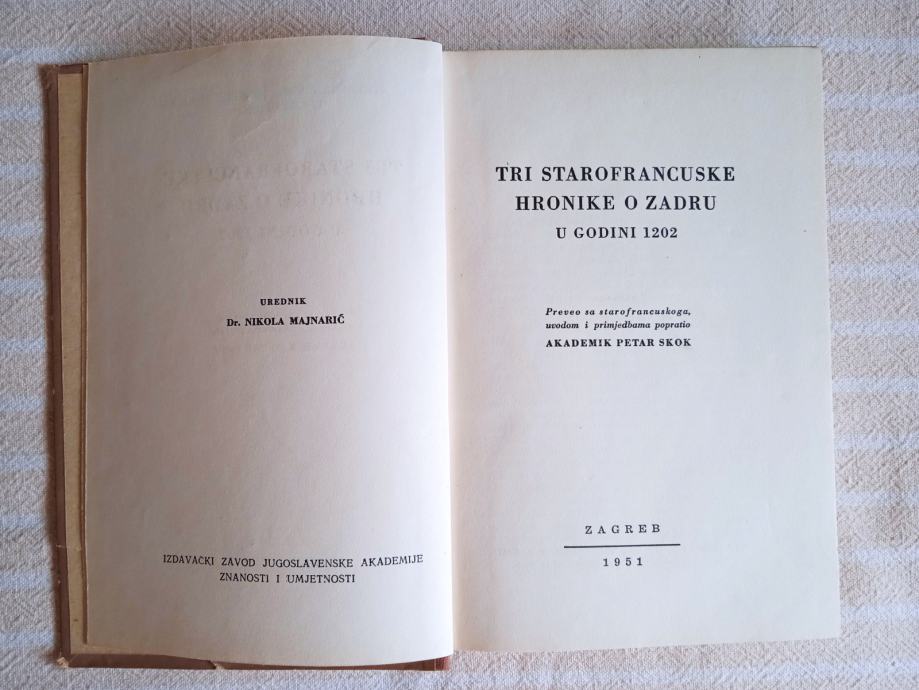 UREDNIK
Dr. NIKOLA MAJNARIĆ
IZDAVAČKI ZAVOD JUGOSLAVENSKE AKADEMIJE
ZNANOSTI I UMJETNOSTI
TRI STAROFRANCUSKE
HRONIKE O ZADRU
U GODINI 1202
Preveo sa starofrancuskoga,
uvodom i primjedbama popratio
AKADEMIK PETAR SKOK
ZAGREB
1951